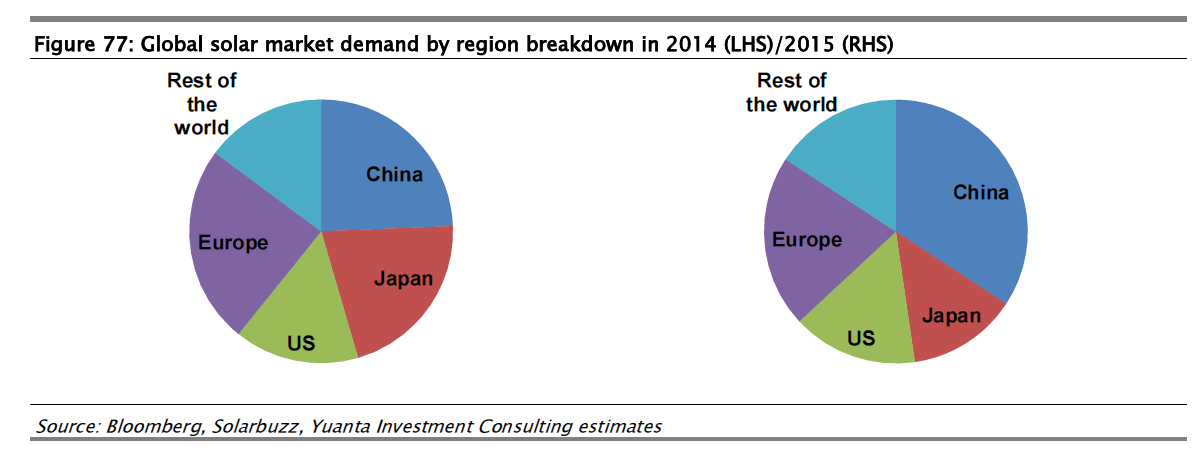 Figure 77: Global solar market demand by region breakdown in 2014 (LHS)/2015 (RHS)
Rest of
the
world
China
Japan
US
Europe
Rest of
the world
China
Japan
US
Europe
Source: Bloomberg, Solarbuzz, Yuanta Investment Consulting estimates